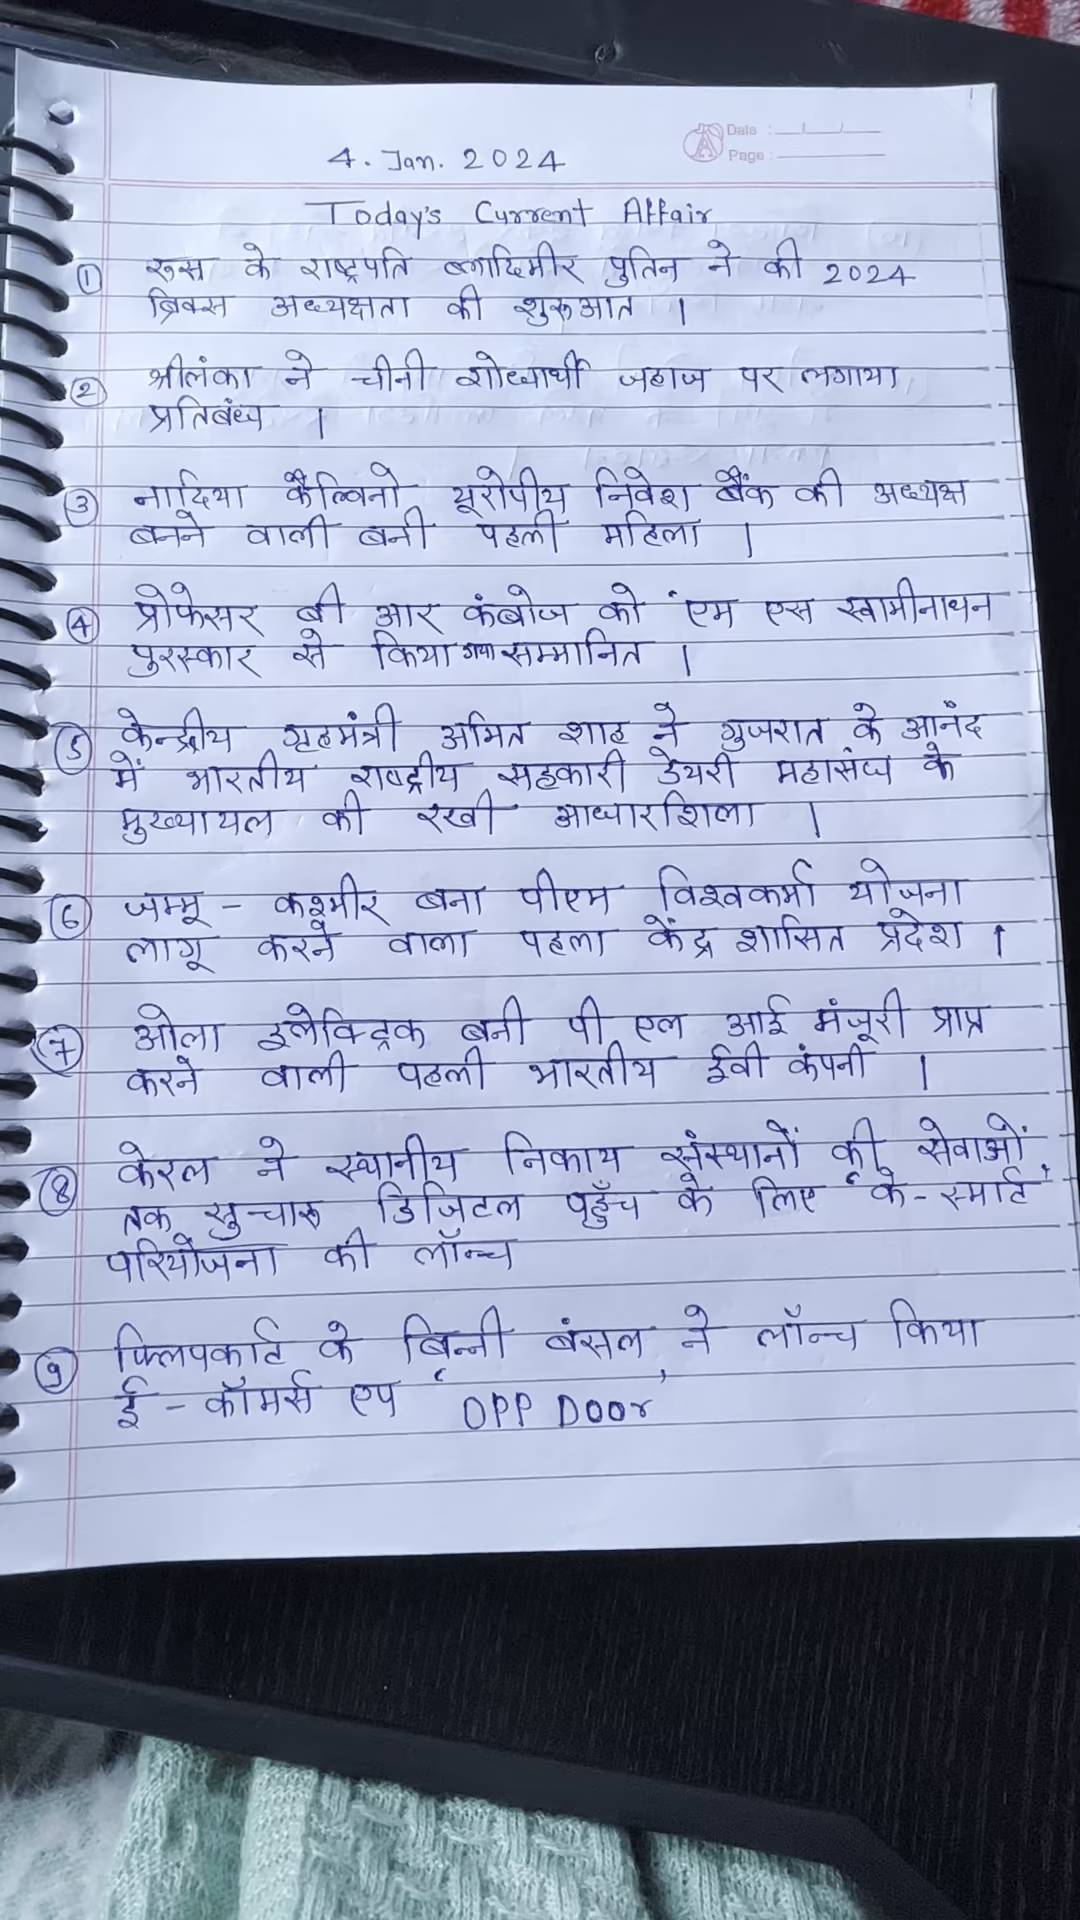 Date : __/__/__
Page :
4. Jan. 2024
Today's Current Affair
① रूस के राष्ट्रपति ब्लादिमीर पुतिन ने की 2024
ब्रिक्स अध्यक्षता की शुरुआत ।
② श्रीलंका ने चीनी शोधार्थी जहाज पर लगाया
प्रतिबंध ।
③ नादिया कैल्विनो यूरोपीय निवेश बैंक की अध्यक्ष
बनने वाली बनी पहली महिला ।
④ प्रोफेसर बी आर कंबोज को एम एस स्वामीनाथन
पुरस्कार से किया गया सम्मानित ।
⑤ केन्द्रीय गृहमंत्री अमित शाह ने गुजरात के आनंद
में भारतीय राष्ट्रीय सहकारी डेयरी महासंघ के
मुख्यायल की रखी आधारशिला ।
⑥ जम्मू - कश्मीर बना पीएम विश्वकर्मा योजना
लागू करने वाला पहला केंद्र शासित प्रदेश ।
⑦ ओला इलेक्ट्रिक बनी पी एल आई मंजूरी प्राप्त
करने वाली पहली भारतीय ईवी कंपनी ।
⑧ केरल ने स्थानीय निकाय संस्थानों की सेवाओं
तक सुचारू डिजिटल पहुँच के लिए 'के-स्मार्ट'
परियोजना की लॉन्च
⑨ फ्लिपकार्ट के बिन्नी बंसल ने लॉन्च किया
ई - कॉमर्स एप 'OPP Door'